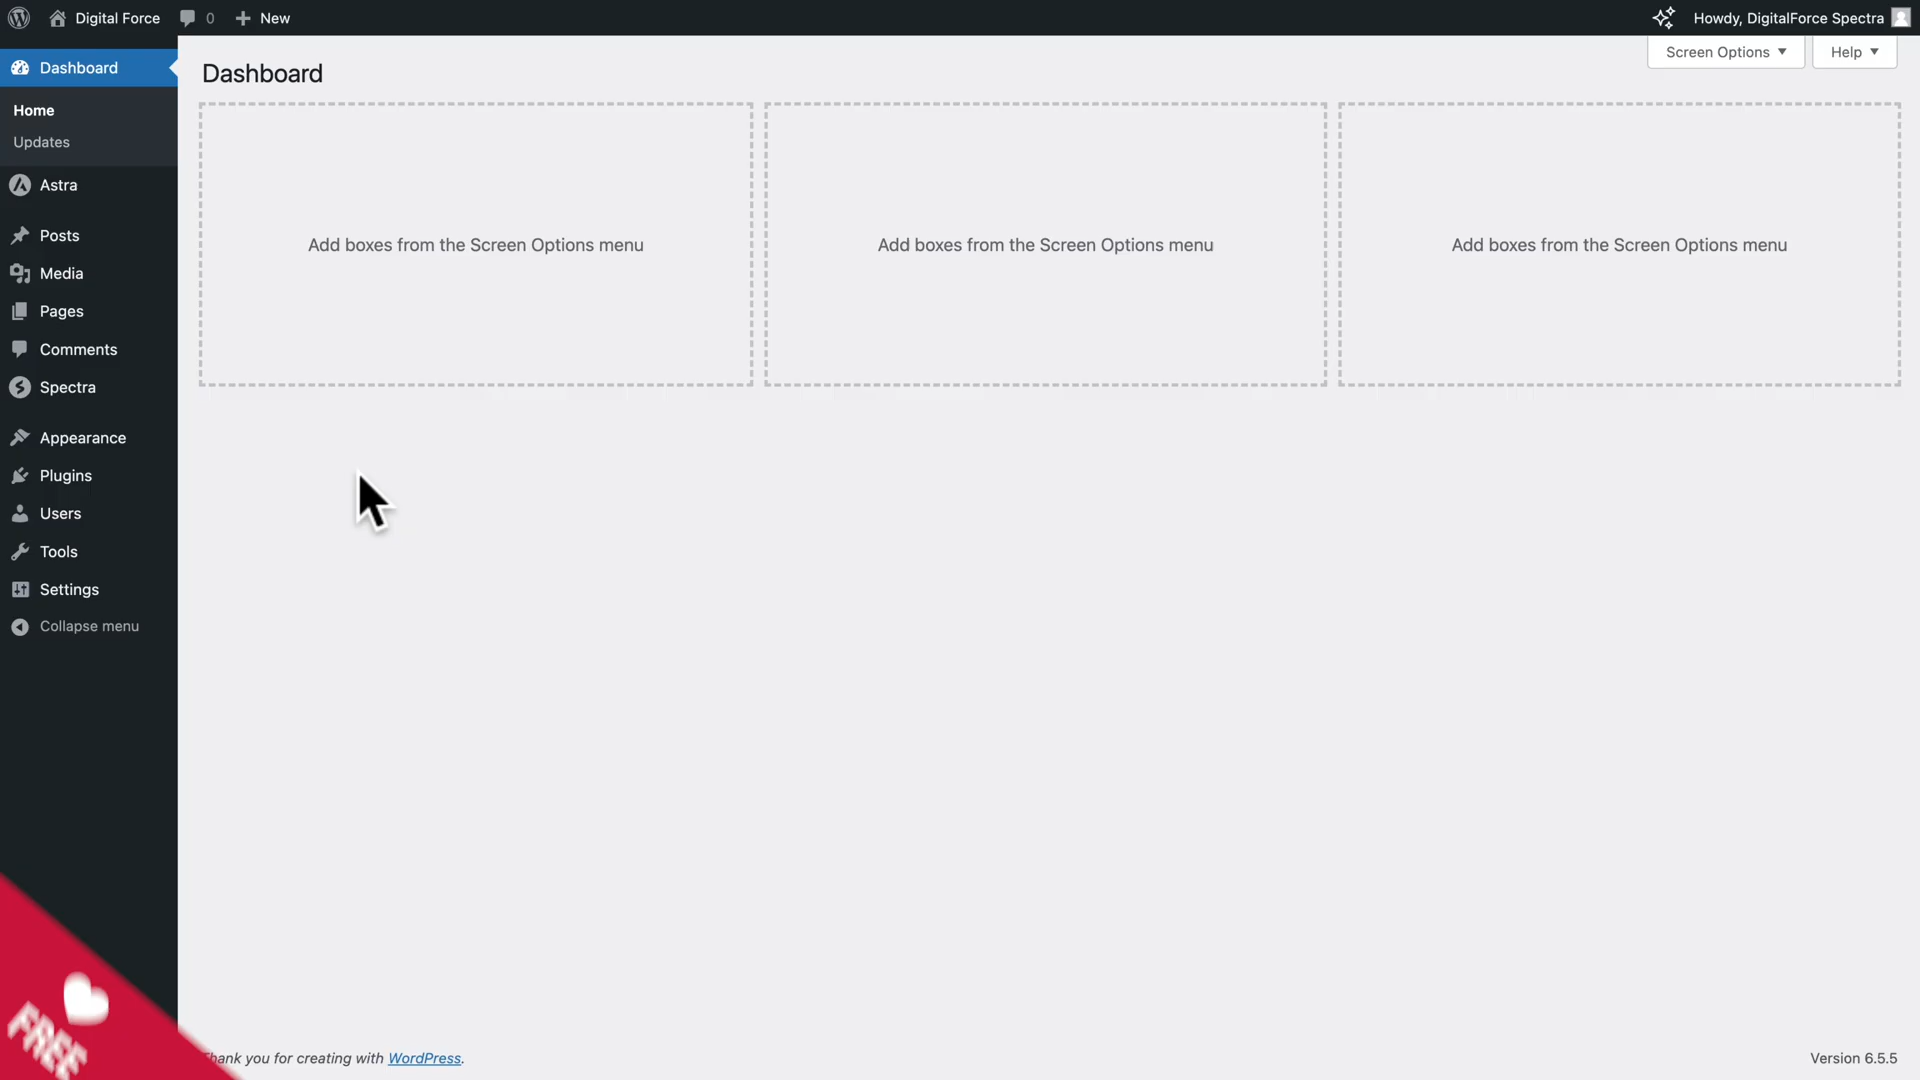 Digital Force
0
New
Howdy, DigitalForce Spectra
Screen Options
Help
Dashboard
Home
Updates
Astra
Posts
Media
Pages
Comments
Spectra
Appearance
Plugins
Users
Tools
Settings
Collapse menu
Dashboard
Add boxes from the Screen Options menu
Add boxes from the Screen Options menu
Add boxes from the Screen Options menu
FREE
Thank you for creating with WordPress.
Version 6.5.5